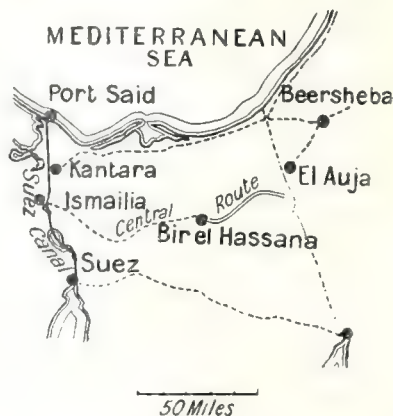 MEDITERRANEAN
SEA
Port Said
Beersheba
Kantara
El Auja
Ismailia
Central
Route
Bir el Hassana
Suez Canal
Suez
50 Miles